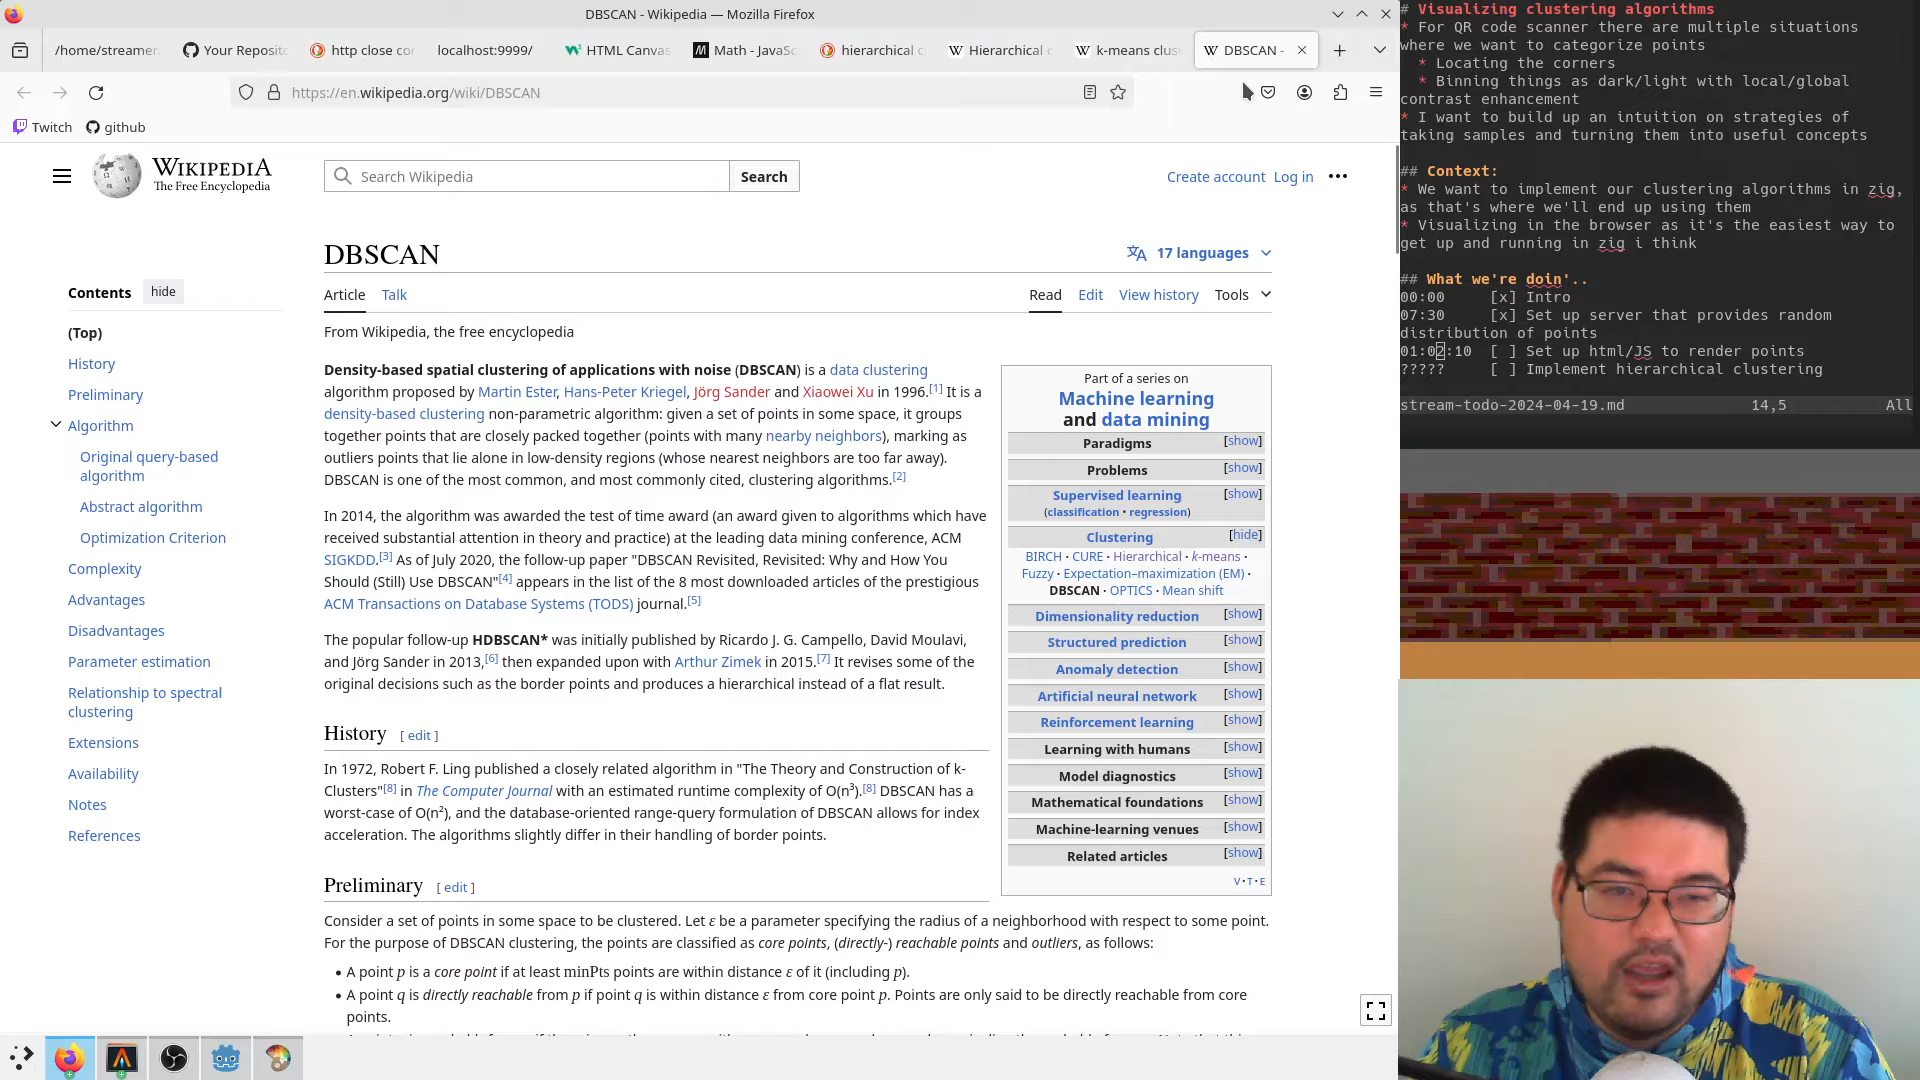 DBSCAN - Wikipedia — Mozilla Firefox
/home/streamer
Your Reposit
http close co
localhost:9999/
HTML Canvas
Math - JavaSc
hierarchical c
Hierarchical c
k-means clus
DBSCAN -
https://en.wikipedia.org/wiki/DBSCAN
Twitch
github
WIKIPEDIA
The Free Encyclopedia
Search Wikipedia
Search
Create account
Log in
DBSCAN
17 languages
Article
Talk
Read
Edit
View history
Tools
From Wikipedia, the free encyclopedia
Contents
hide
(Top)
History
Preliminary
Algorithm
Original query-based
algorithm
Abstract algorithm
Optimization Criterion
Complexity
Advantages
Disadvantages
Parameter estimation
Relationship to spectral
clustering
Extensions
Availability
Notes
References
Density-based spatial clustering of applications with noise (DBSCAN) is a data clustering
algorithm proposed by Martin Ester, Hans-Peter Kriegel, Jörg Sander and Xiaowei Xu in 1996.[1] It is a
density-based clustering non-parametric algorithm: given a set of points in some space, it groups
together points that are closely packed together (points with many nearby neighbors), marking as
outliers points that lie alone in low-density regions (whose nearest neighbors are too far away).
DBSCAN is one of the most common, and most commonly cited, clustering algorithms.[2]
In 2014, the algorithm was awarded the test of time award (an award given to algorithms which have
received substantial attention in theory and practice) at the leading data mining conference, ACM
SIGKDD.[3] As of July 2020, the follow-up paper "DBSCAN Revisited, Revisited: Why and How You
Should (Still) Use DBSCAN"[4] appears in the list of the 8 most downloaded articles of the prestigious
ACM Transactions on Database Systems (TODS) journal.[5]
The popular follow-up HDBSCAN* was initially published by Ricardo J. G. Campello, David Moulavi,
and Jörg Sander in 2013,[6] then expanded upon with Arthur Zimek in 2015.[7] It revises some of the
original decisions such as the border points and produces a hierarchical instead of a flat result.
History [ edit ]
In 1972, Robert F. Ling published a closely related algorithm in "The Theory and Construction of k-
Clusters"[8] in The Computer Journal with an estimated runtime complexity of O(n³).[8] DBSCAN has a
worst-case of O(n²), and the database-oriented range-query formulation of DBSCAN allows for index
acceleration. The algorithms slightly differ in their handling of border points.
Preliminary [ edit ]
Consider a set of points in some space to be clustered. Let ε be a parameter specifying the radius of a neighborhood with respect to some point.
For the purpose of DBSCAN clustering, the points are classified as core points, (directly-) reachable points and outliers, as follows:
• A point p is a core point if at least minPts points are within distance ε of it (including p).
• A point q is directly reachable from p if point q is within distance ε from core point p. Points are only said to be directly reachable from core
points.
Part of a series on
Machine learning
and data mining
Paradigms [show]
Problems [show]
Supervised learning [show]
(classification • regression)
Clustering [hide]
BIRCH · CURE · Hierarchical · k-means ·
Fuzzy · Expectation–maximization (EM) ·
DBSCAN · OPTICS · Mean shift
Dimensionality reduction [show]
Structured prediction [show]
Anomaly detection [show]
Artificial neural network [show]
Reinforcement learning [show]
Learning with humans [show]
Model diagnostics [show]
Mathematical foundations [show]
Machine-learning venues [show]
Related articles [show]
V·T·E
# Visualizing clustering algorithms
* For QR code scanner there are multiple situations
where we want to categorize points
* Locating the corners
* Binning things as dark/light with local/global
contrast enhancement
* I want to build up an intuition on strategies of
taking samples and turning them into useful concepts
## Context:
* We want to implement our clustering algorithms in zig,
as that's where we'll end up using them
* Visualizing in the browser as it's the easiest way to
get up and running in zig i think
## What we're doin'..
00:00 [x] Intro
07:30 [x] Set up server that provides random
distribution of points
01:02:10 [ ] Set up html/JS to render points
????? [ ] Implement hierarchical clustering
stream-todo-2024-04-19.md 14,5 All